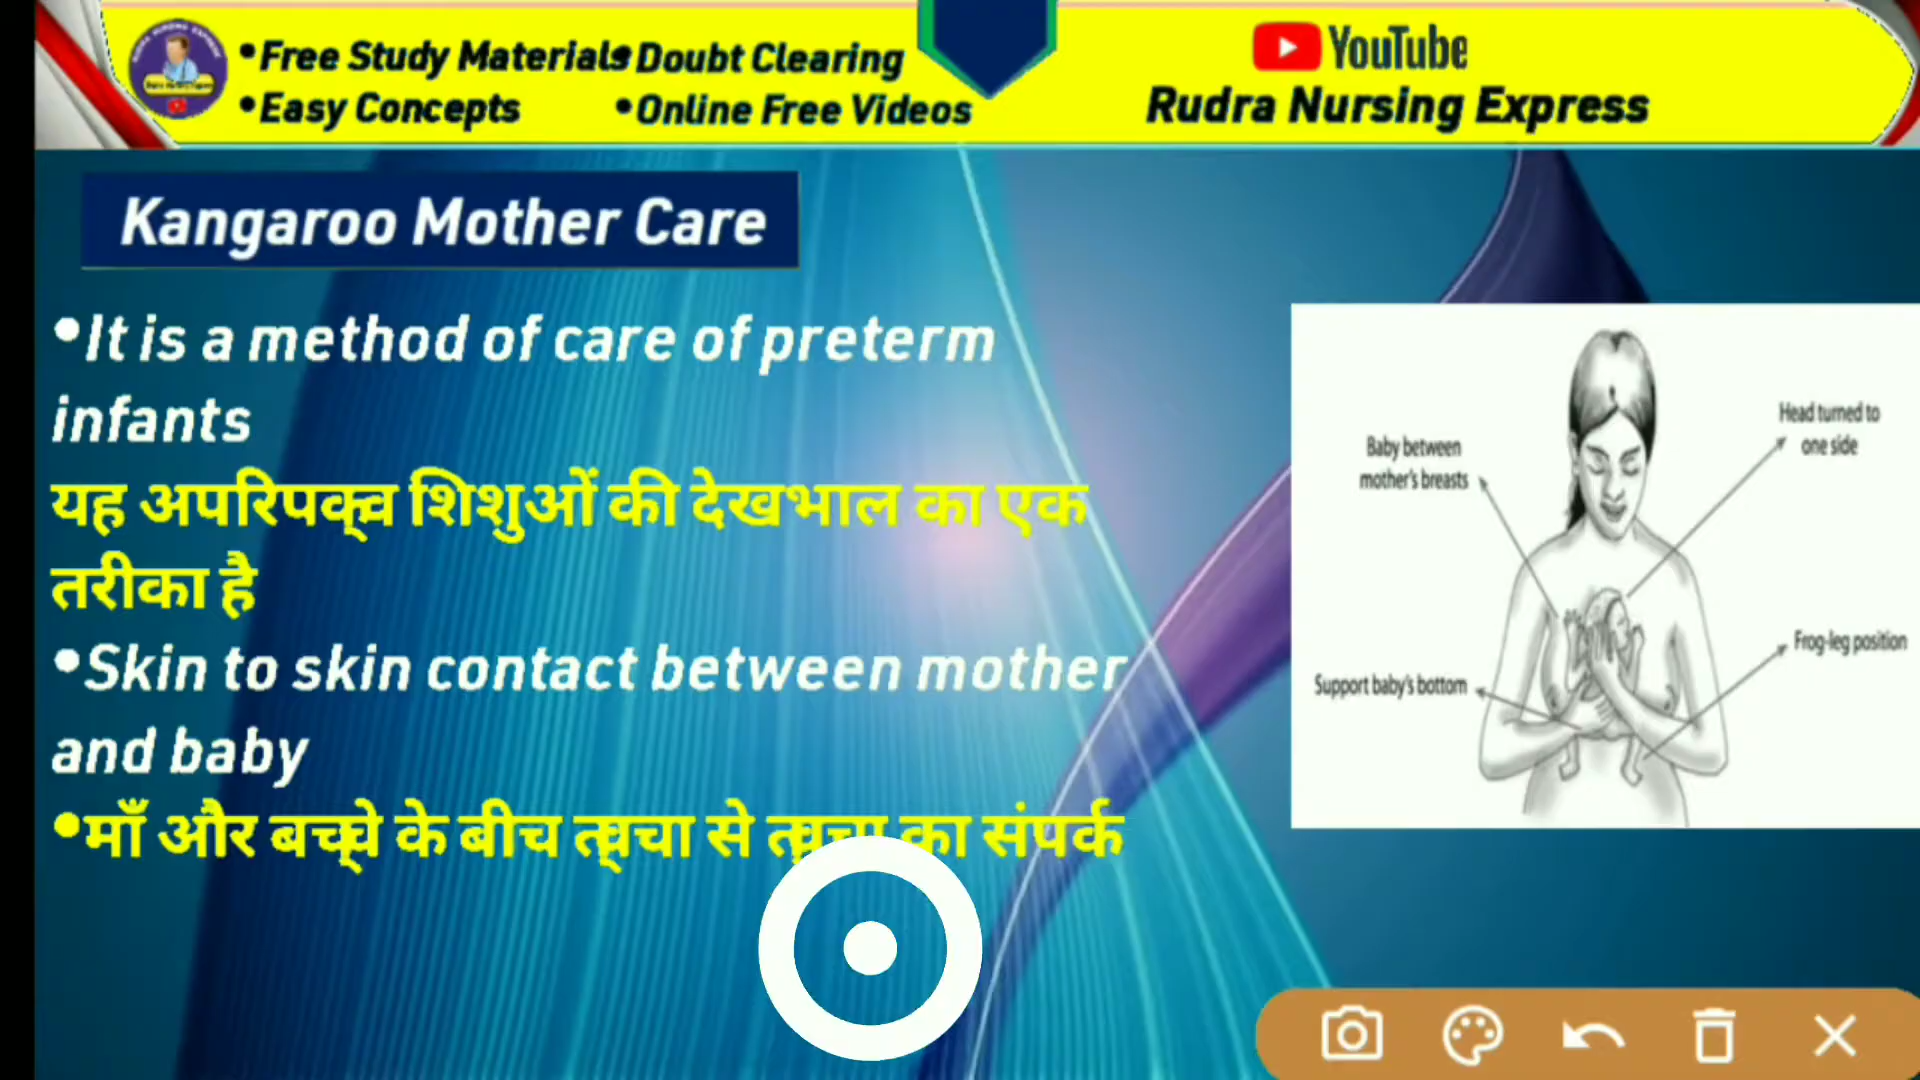 •Free Study Materials
•Doubt Clearing
•Easy Concepts
•Online Free Videos
YouTube
Rudra Nursing Express
Kangaroo Mother Care
•It is a method of care of preterm
infants
यह अपरिपक्व शिशुओं की देखभाल का एक
तरीका है
•Skin to skin contact between mother
and baby
•माँ और बच्चे के बीच त्वचा से त्वचा का संपर्क
Baby between
mother's breasts
Head turned to
one side
Support baby's bottom
Frog-leg position